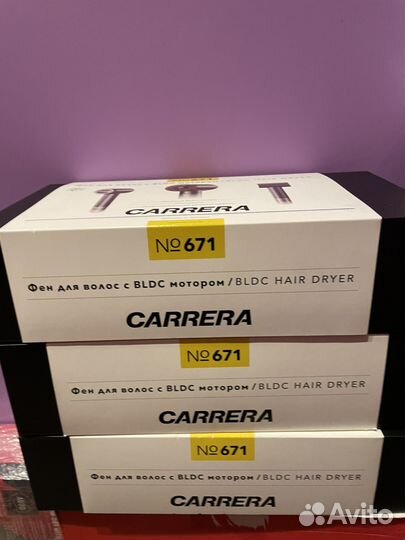 CARRERA
№671
Фен для волос с BLDC мотором / BLDC HAIR DRYER
CARRERA
№671
Фен для волос с BLDC мотором / BLDC HAIR DRYER
CARRERA
№671
Фен для волос с BLDC мотором / BLDC HAIR DRYER
CARRERA
Avito